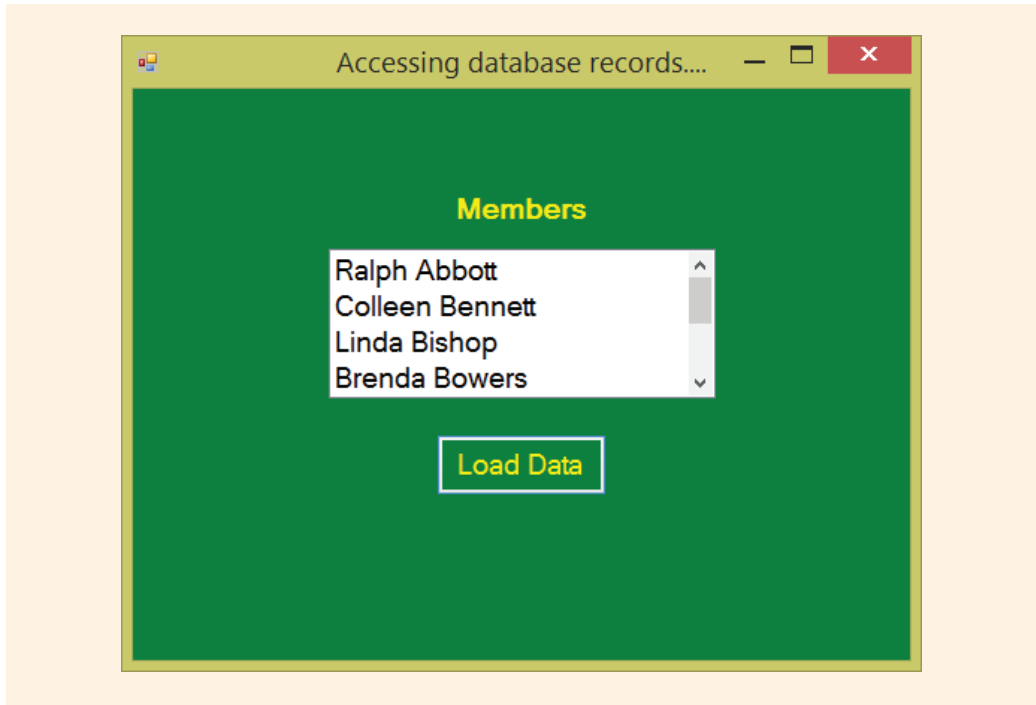 Accessing database records....
Members
Ralph Abbott
Colleen Bennett
Linda Bishop
Brenda Bowers
Load Data